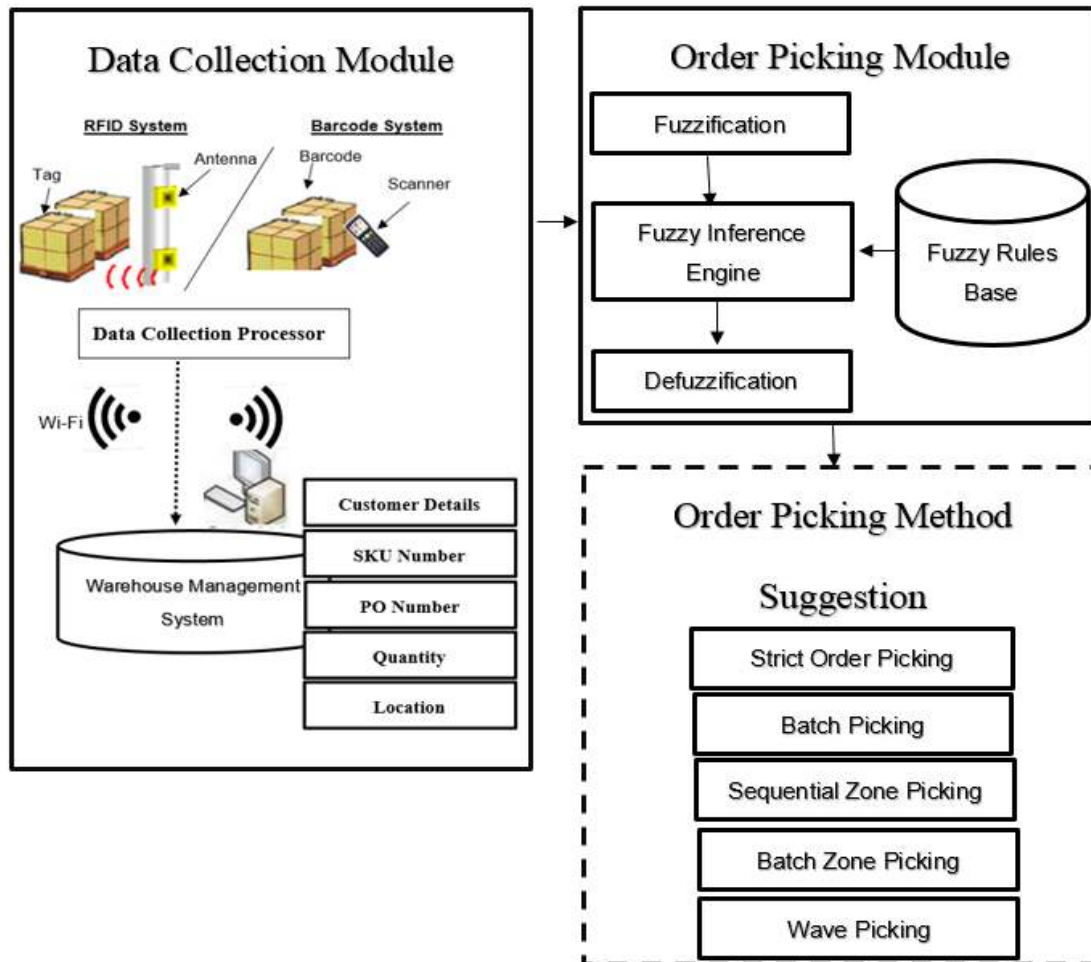 Data Collection Module
RFID System
Barcode System
Tag
Antenna
Barcode
Scanner
Data Collection Processor
Wi-Fi
Warehouse Management
System
Customer Details
SKU Number
PO Number
Quantity
Location
Order Picking Module
Fuzzification
Fuzzy Inference
Engine
Fuzzy Rules
Base
Defuzzification
Order Picking Method
Suggestion
Strict Order Picking
Batch Picking
Sequential Zone Picking
Batch Zone Picking
Wave Picking